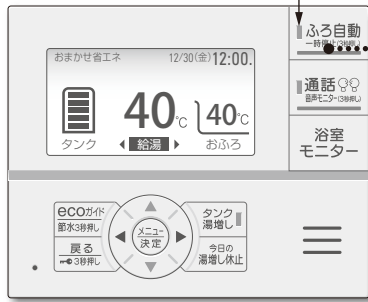 ふろ自動
一時停止(3秒押し)
おまかせ省エネ 12/30(金)12:00.
通話
音声モニター(3秒押し)
40℃ 40℃
タンク 給湯 おふろ
浴室
モニター
ecoガイド
節水3秒押し
戻る
3秒押し
メニュー
決定
タンク
湯増し
今日の
湯増し休止